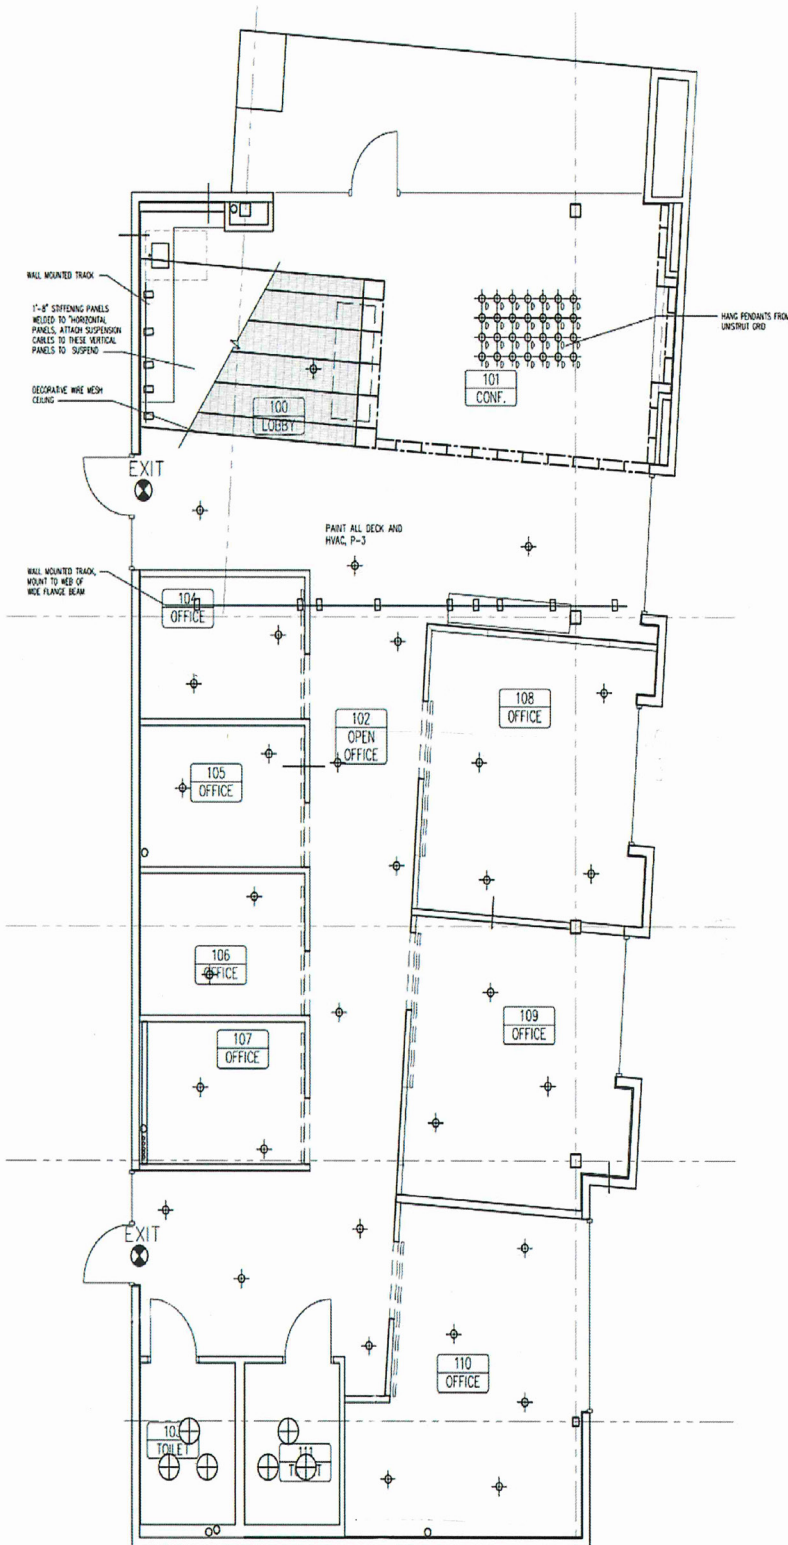 WALL MOUNTED TRACK
1'-8" STIFFENING PANELS
WELDED TO "HORIZONTAL
PANELS, ATTACH SUSPENSION
CABLES TO THESE VERTICAL
PANELS TO SUSPEND
DECORATIVE WIRE MESH
CEILING
HANG PENDANTS FROM
UNISTRUT GRID
D D D D D D D
D D D D D D D
D D D D D D D
D D D D D D D
101
CONF.
100
LOBBY
EXIT
PAINT ALL DECK AND
HVAC, P-3
WALL MOUNTED TRACK,
MOUNT TO WEB OF
WIDE FLANGE BEAM
104
OFFICE
108
OFFICE
102
OPEN
OFFICE
105
OFFICE
106
OFFICE
109
OFFICE
107
OFFICE
EXIT
110
OFFICE
103
TOILET
111
TOILET